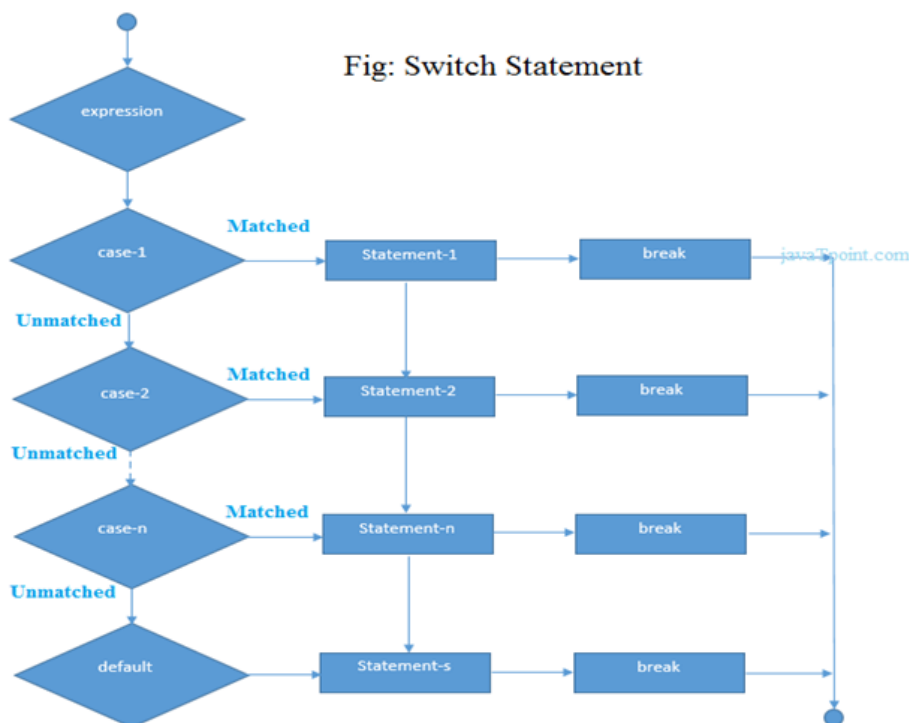 Fig: Switch Statement
expression
case-1
Matched
Statement-1
break
javaTpoint.com
Unmatched
case-2
Matched
Statement-2
break
Unmatched
case-n
Matched
Statement-n
break
Unmatched
default
Statement-s
break